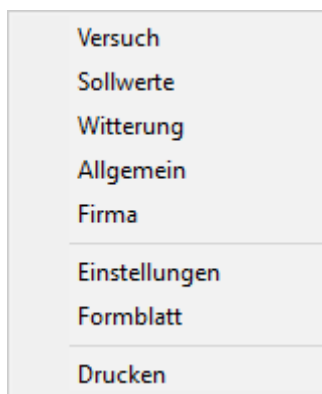 Versuch
Sollwerte
Witterung
Allgemein
Firma
Einstellungen
Formblatt
Drucken